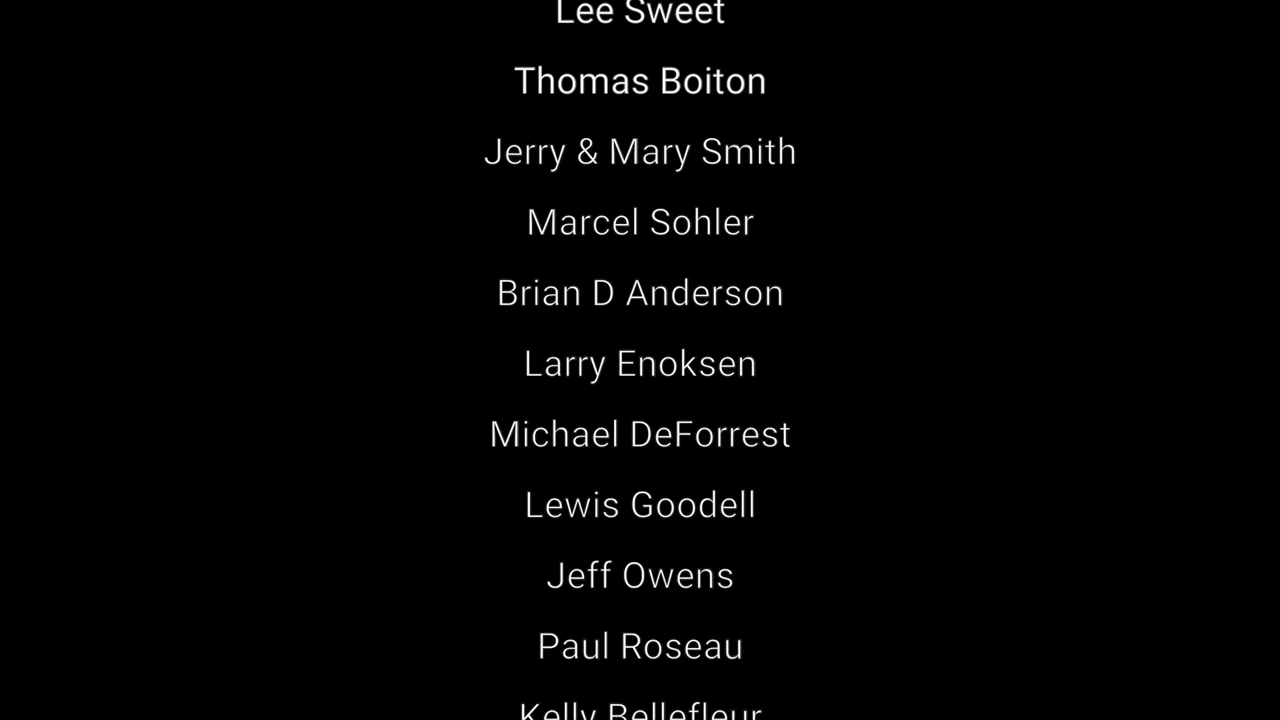 Lee Sweet
Thomas Boiton
Jerry & Mary Smith
Marcel Sohler
Brian D Anderson
Larry Enoksen
Michael DeForrest
Lewis Goodell
Jeff Owens
Paul Roseau
Kelly Bellefleur